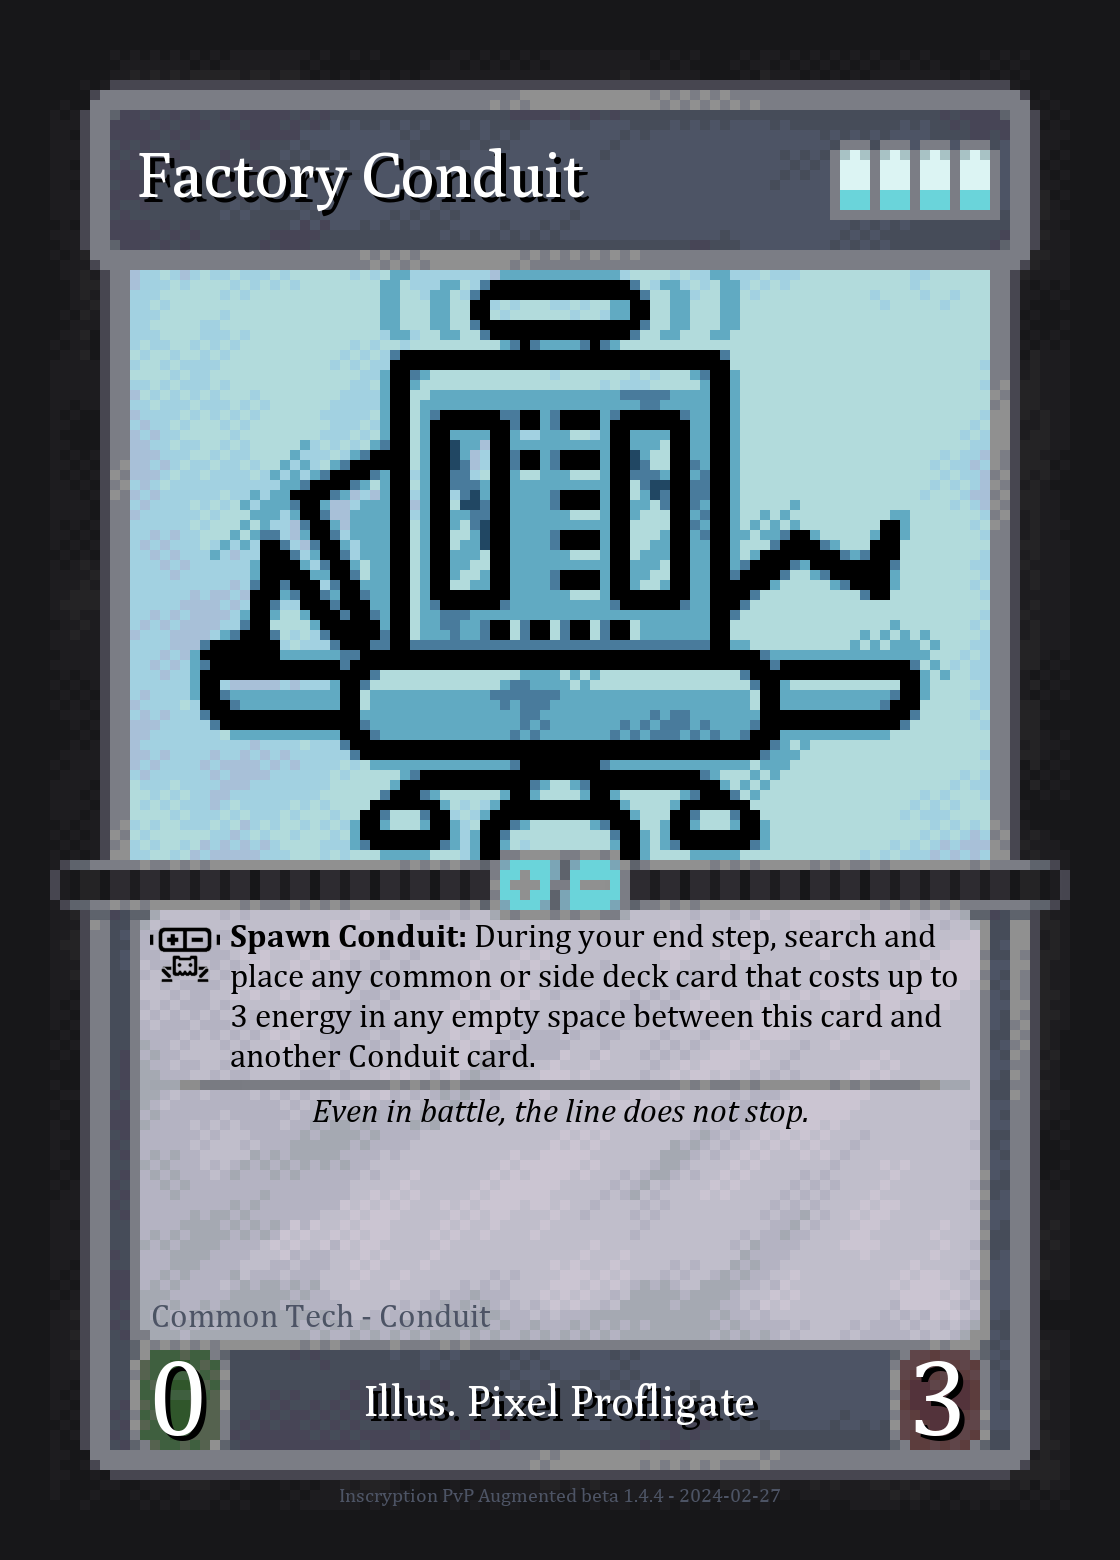 Factory Conduit
Spawn Conduit: During your end step, search and
place any common or side deck card that costs up to
3 energy in any empty space between this card and
another Conduit card.
Even in battle, the line does not stop.
Common Tech - Conduit
0
Illus. Pixel Profligate
3
Inscryption PvP Augmented beta 1.4.4 - 2024-02-27